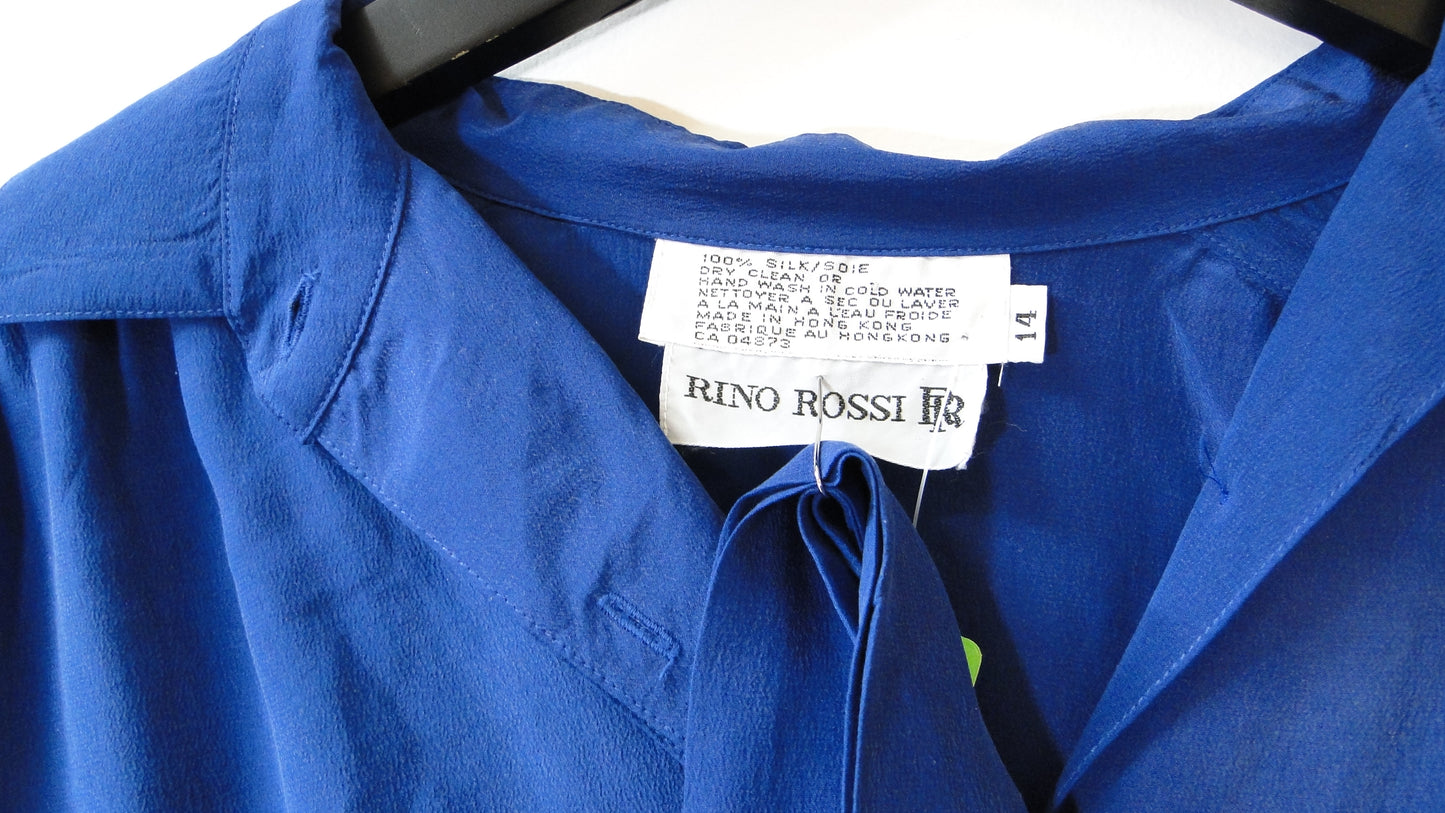 100% SILK/SOIE
DRY CLEAN OR
HAND WASH IN COLD WATER
NETTOYER A SEC OU LAVER
A LA MAIN A L'EAU FROIDE
MADE IN HONG KONG
FABRIQUE AU HONGKONG
CA 04873
14
RINO ROSSI RR